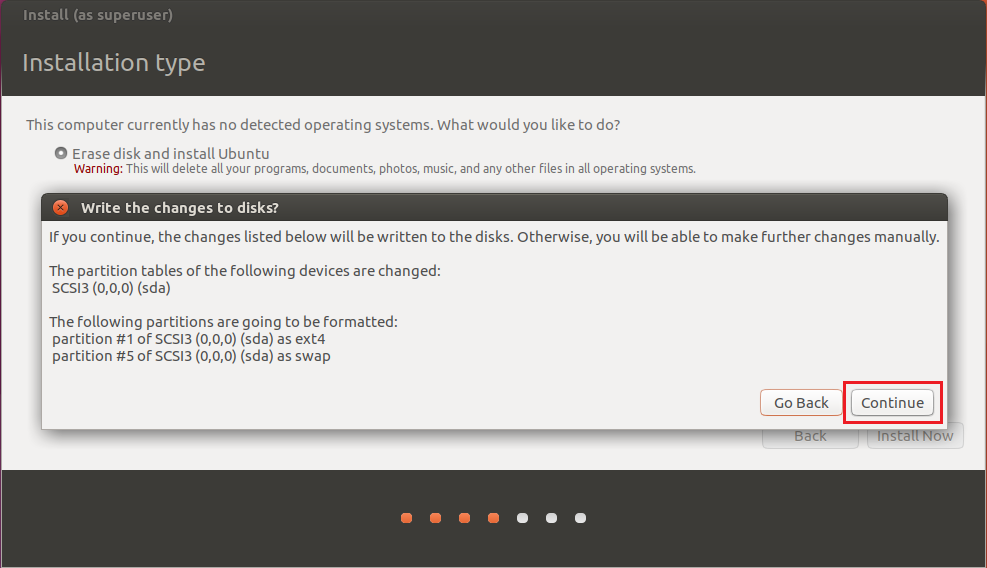 Install (as superuser)
Installation type
This computer currently has no detected operating systems. What would you like to do?
Erase disk and install Ubuntu
Warning: This will delete all your programs, documents, photos, music, and any other files in all operating systems.
Write the changes to disks?
If you continue, the changes listed below will be written to the disks. Otherwise, you will be able to make further changes manually.
The partition tables of the following devices are changed:
SCSI3 (0,0,0) (sda)
The following partitions are going to be formatted:
partition #1 of SCSI3 (0,0,0) (sda) as ext4
partition #5 of SCSI3 (0,0,0) (sda) as swap
Go Back Continue
Back Install Now